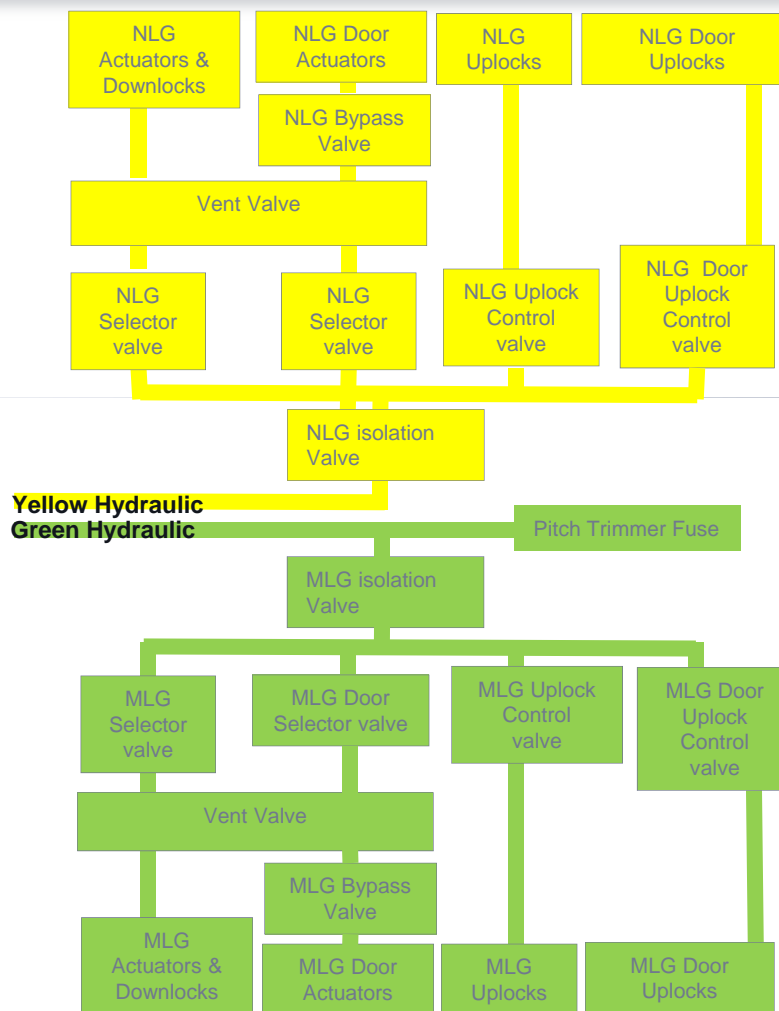 NLG
Actuators &
Downlocks
NLG Door
Actuators
NLG
Uplocks
NLG Door
Uplocks
NLG Bypass
Valve
Vent Valve
NLG
Selector
valve
NLG
Selector
valve
NLG Uplock
Control
valve
NLG Door
Uplock
Control
valve
NLG isolation
Valve
Yellow Hydraulic
Green Hydraulic
Pitch Trimmer Fuse
MLG isolation
Valve
MLG
Selector
valve
MLG Door
Selector valve
MLG Uplock
Control
valve
MLG Door
Uplock
Control
valve
Vent Valve
MLG Bypass
Valve
MLG
Actuators &
Downlocks
MLG Door
Actuators
MLG
Uplocks
MLG Door
Uplocks